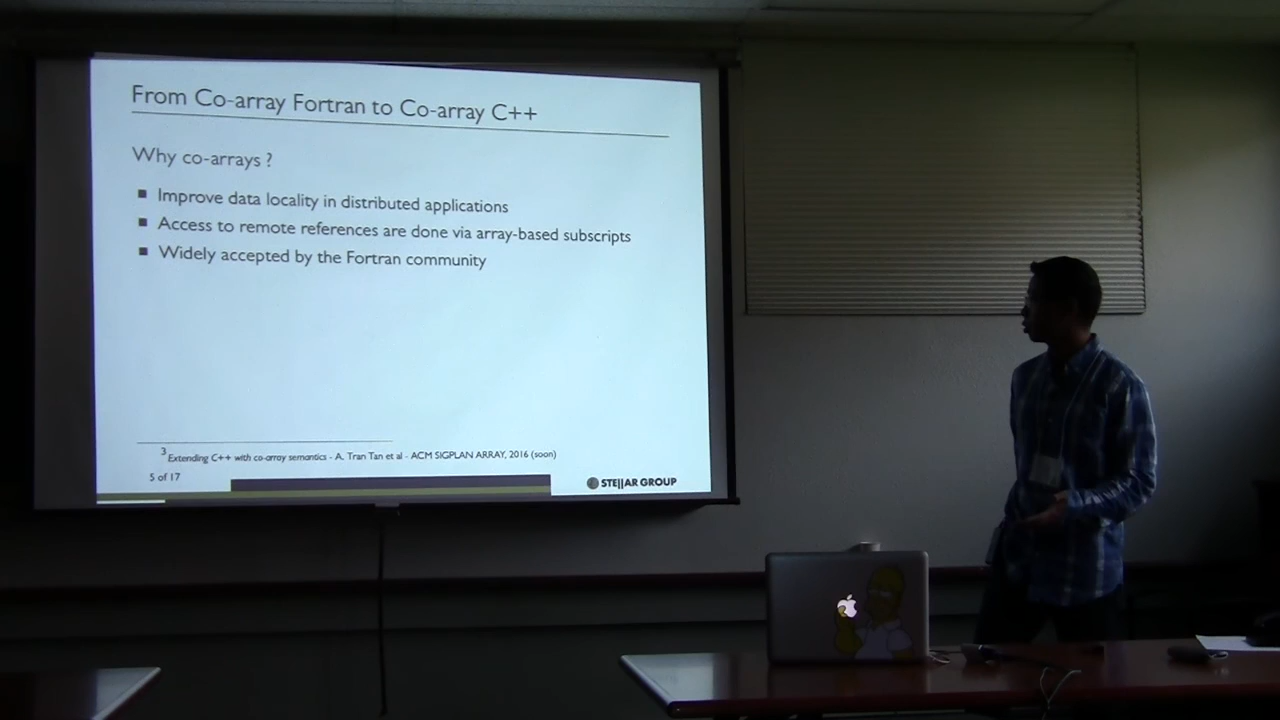 From Co-array Fortran to Co-array C++
Why co-arrays ?
Improve data locality in distributed applications
Access to remote references are done via array-based subscripts
Widely accepted by the Fortran community
3 Extending C++ with co-array semantics - A. Tran Tan et al - ACM SIGPLAN ARRAY, 2016 (soon)
5 of 17
STE||AR GROUP